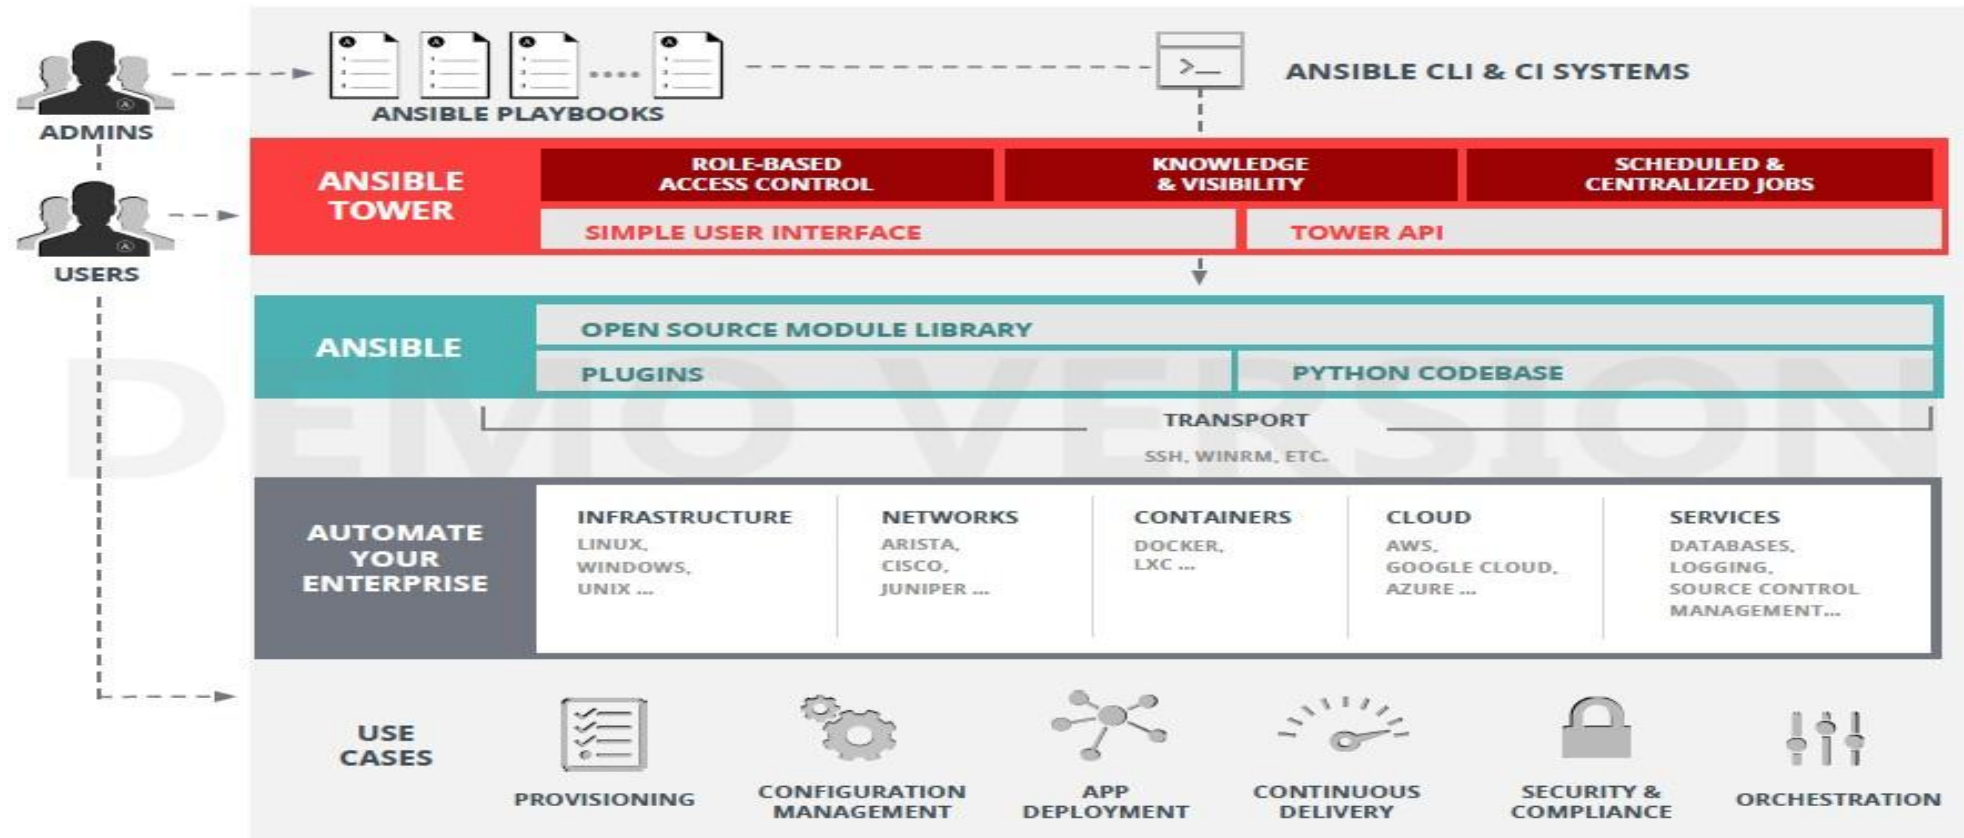 ADMINS
USERS
ANSIBLE PLAYBOOKS
>_
ANSIBLE CLI & CI SYSTEMS
ANSIBLE
TOWER
ROLE-BASED
ACCESS CONTROL
KNOWLEDGE
& VISIBILITY
SCHEDULED &
CENTRALIZED JOBS
SIMPLE USER INTERFACE
TOWER API
ANSIBLE
OPEN SOURCE MODULE LIBRARY
PLUGINS
PYTHON CODEBASE
DEMO VERSION
TRANSPORT
SSH, WINRM, ETC.
AUTOMATE
YOUR
ENTERPRISE
INFRASTRUCTURE
LINUX,
WINDOWS,
UNIX ...
NETWORKS
ARISTA,
CISCO,
JUNIPER ...
CONTAINERS
DOCKER,
LXC ...
CLOUD
AWS,
GOOGLE CLOUD,
AZURE ...
SERVICES
DATABASES,
LOGGING,
SOURCE CONTROL
MANAGEMENT...
USE
CASES
PROVISIONING
CONFIGURATION
MANAGEMENT
APP
DEPLOYMENT
CONTINUOUS
DELIVERY
SECURITY &
COMPLIANCE
ORCHESTRATION